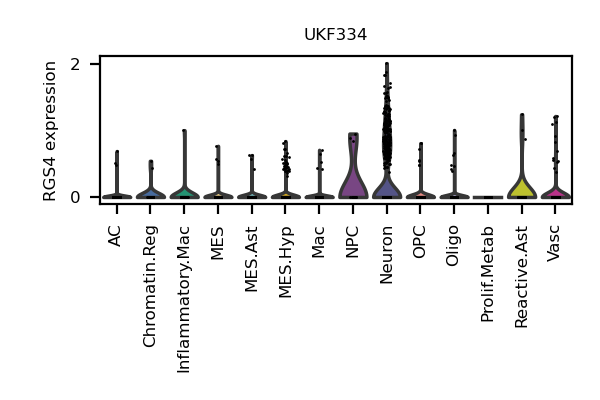 UKF334
RGS4 expression
2
0
AC
Chromatin.Reg
Inflammatory.Mac
MES
MES.Ast
MES.Hyp
Mac
NPC
Neuron
OPC
Oligo
Prolif.Metab
Reactive.Ast
Vasc